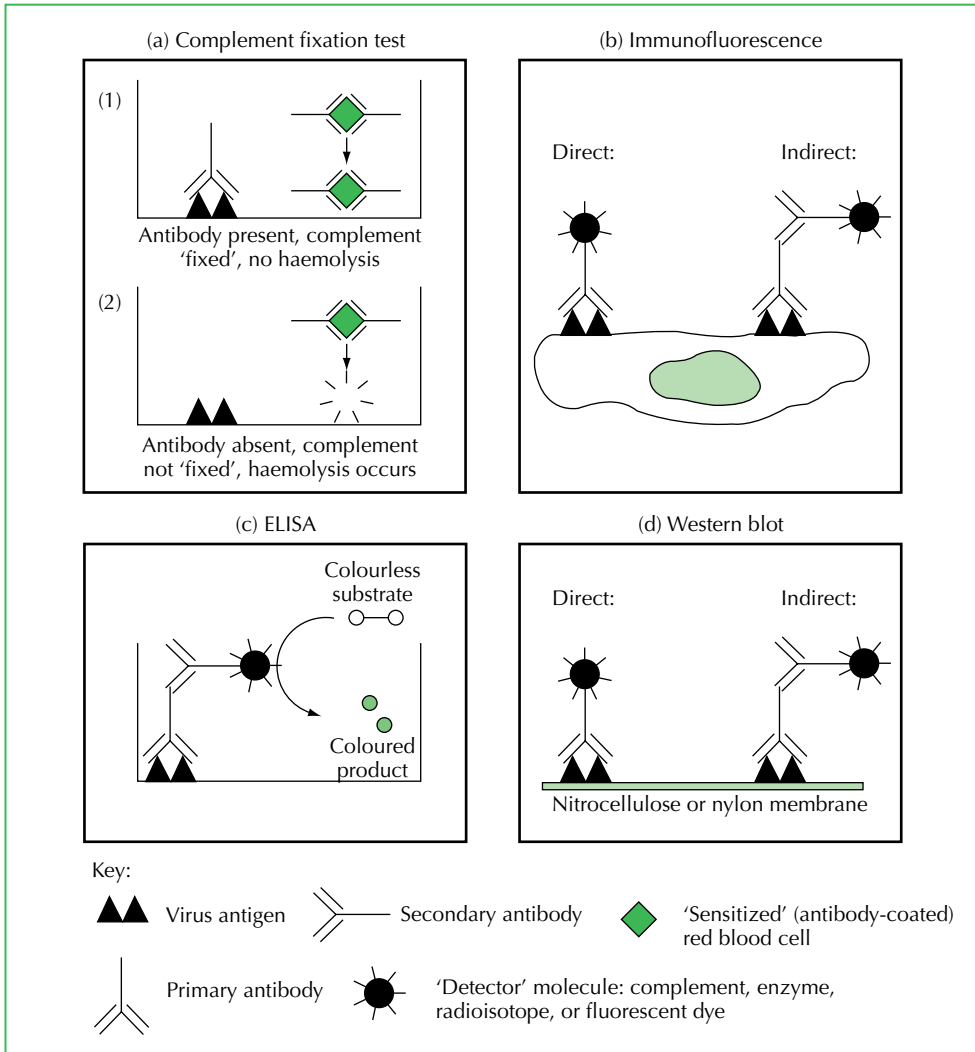 (a) Complement fixation test
(1)
Antibody present, complement
‘fixed’, no haemolysis
(2)
Antibody absent, complement
not ‘fixed’, haemolysis occurs
(b) Immunofluorescence
Direct:
Indirect:
(c) ELISA
Colourless
substrate
Coloured
product
(d) Western blot
Direct:
Indirect:
Nitrocellulose or nylon membrane
Key:
Virus antigen
Secondary antibody
‘Sensitized’ (antibody-coated)
red blood cell
Primary antibody
‘Detector’ molecule: complement, enzyme,
radioisotope, or fluorescent dye